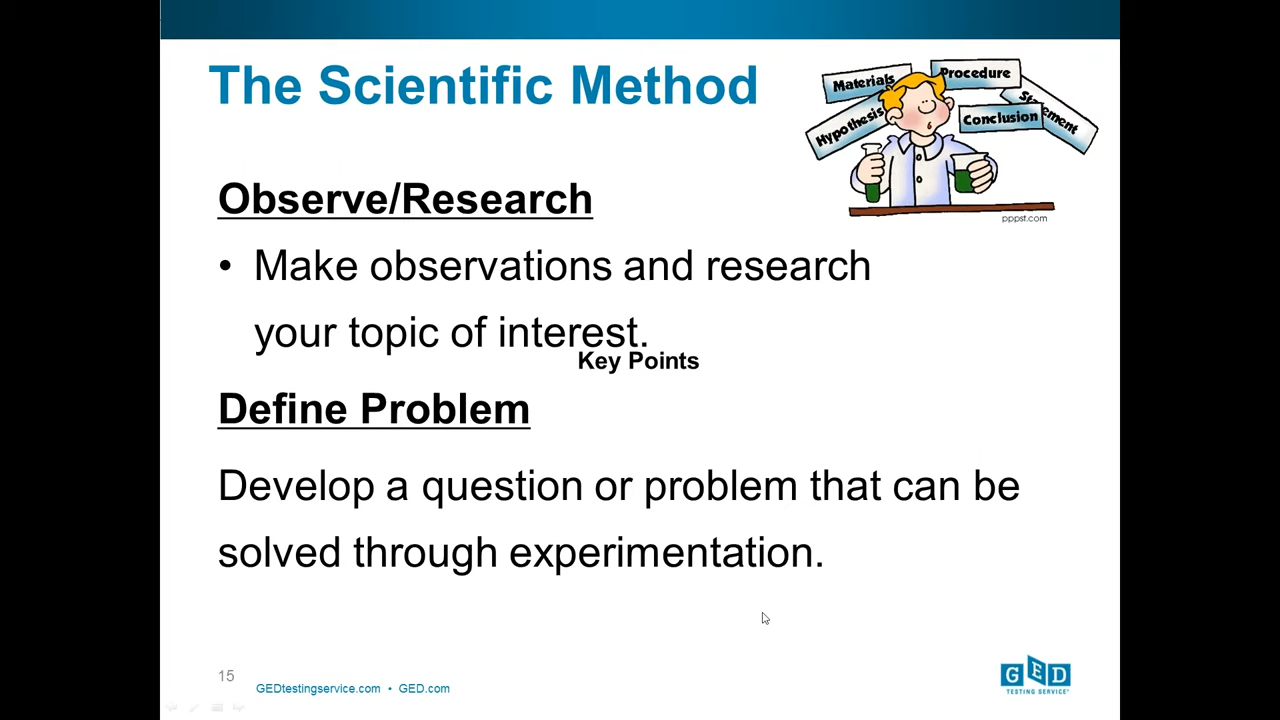 The Scientific Method
Materials
Procedure
Hypothesis
Statement
Conclusion
pppst.com
Observe/Research
• Make observations and research
your topic of interest.
Key Points
Define Problem
Develop a question or problem that can be
solved through experimentation.
15
GEDtestingservice.com • GED.com
GED
TESTING SERVICE®